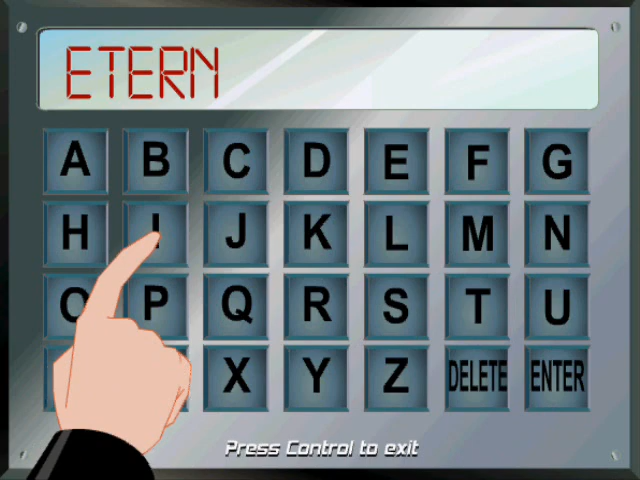 ETERN
A B C D E F G
H I J K L M N
O P Q R S T U
X Y Z DELETE ENTER
Press Control to exit